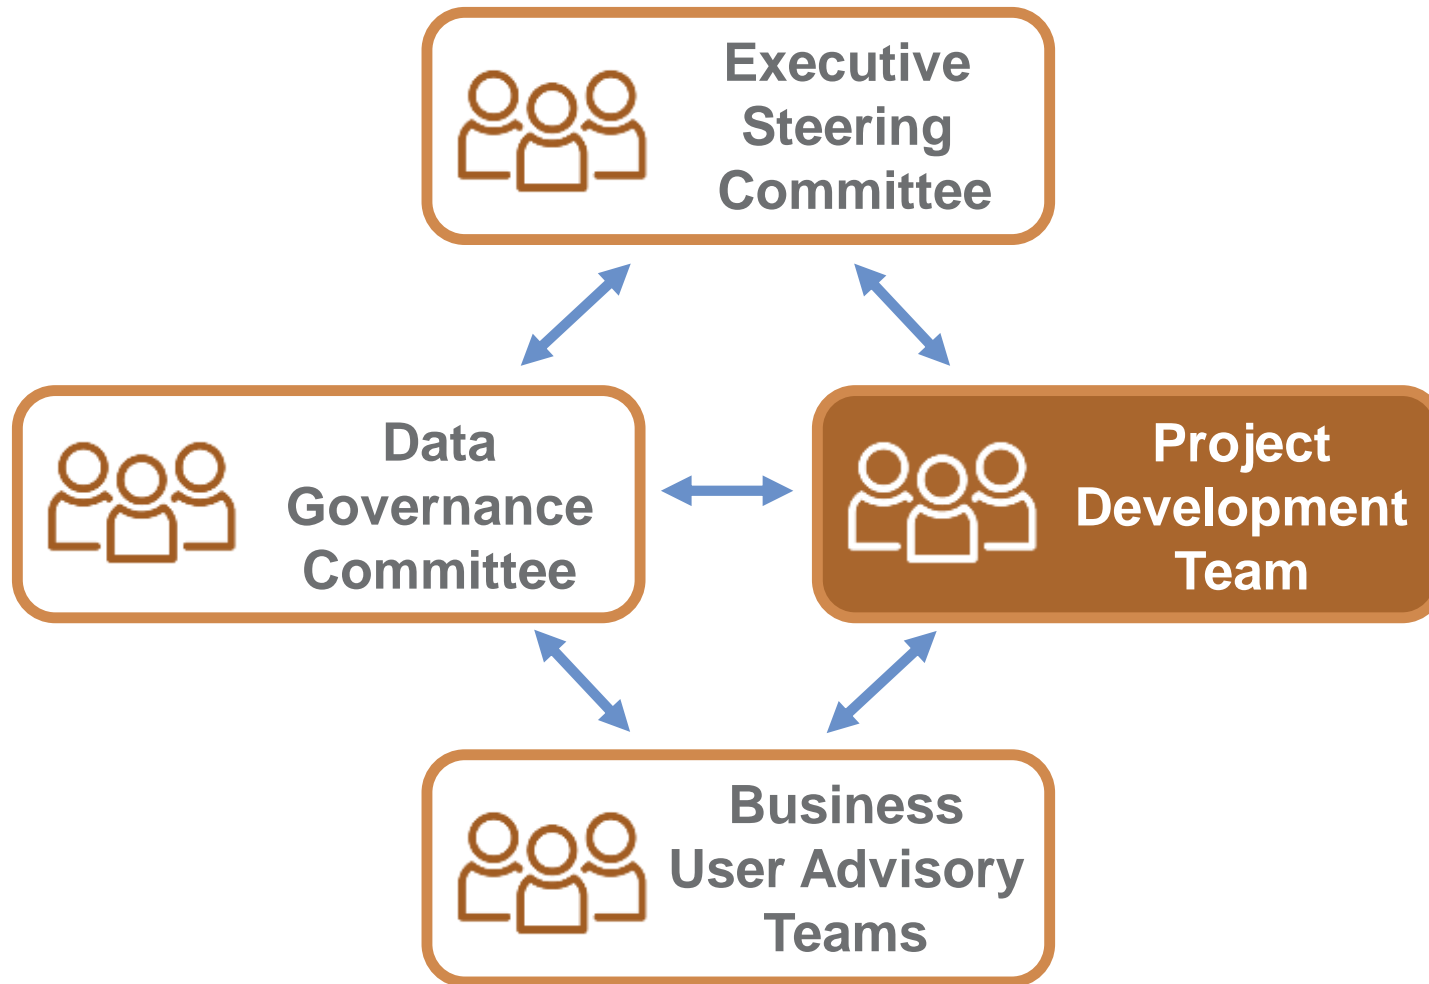 Executive
Steering
Committee
Data
Governance
Committee
Project
Development
Team
Business
User Advisory
Teams